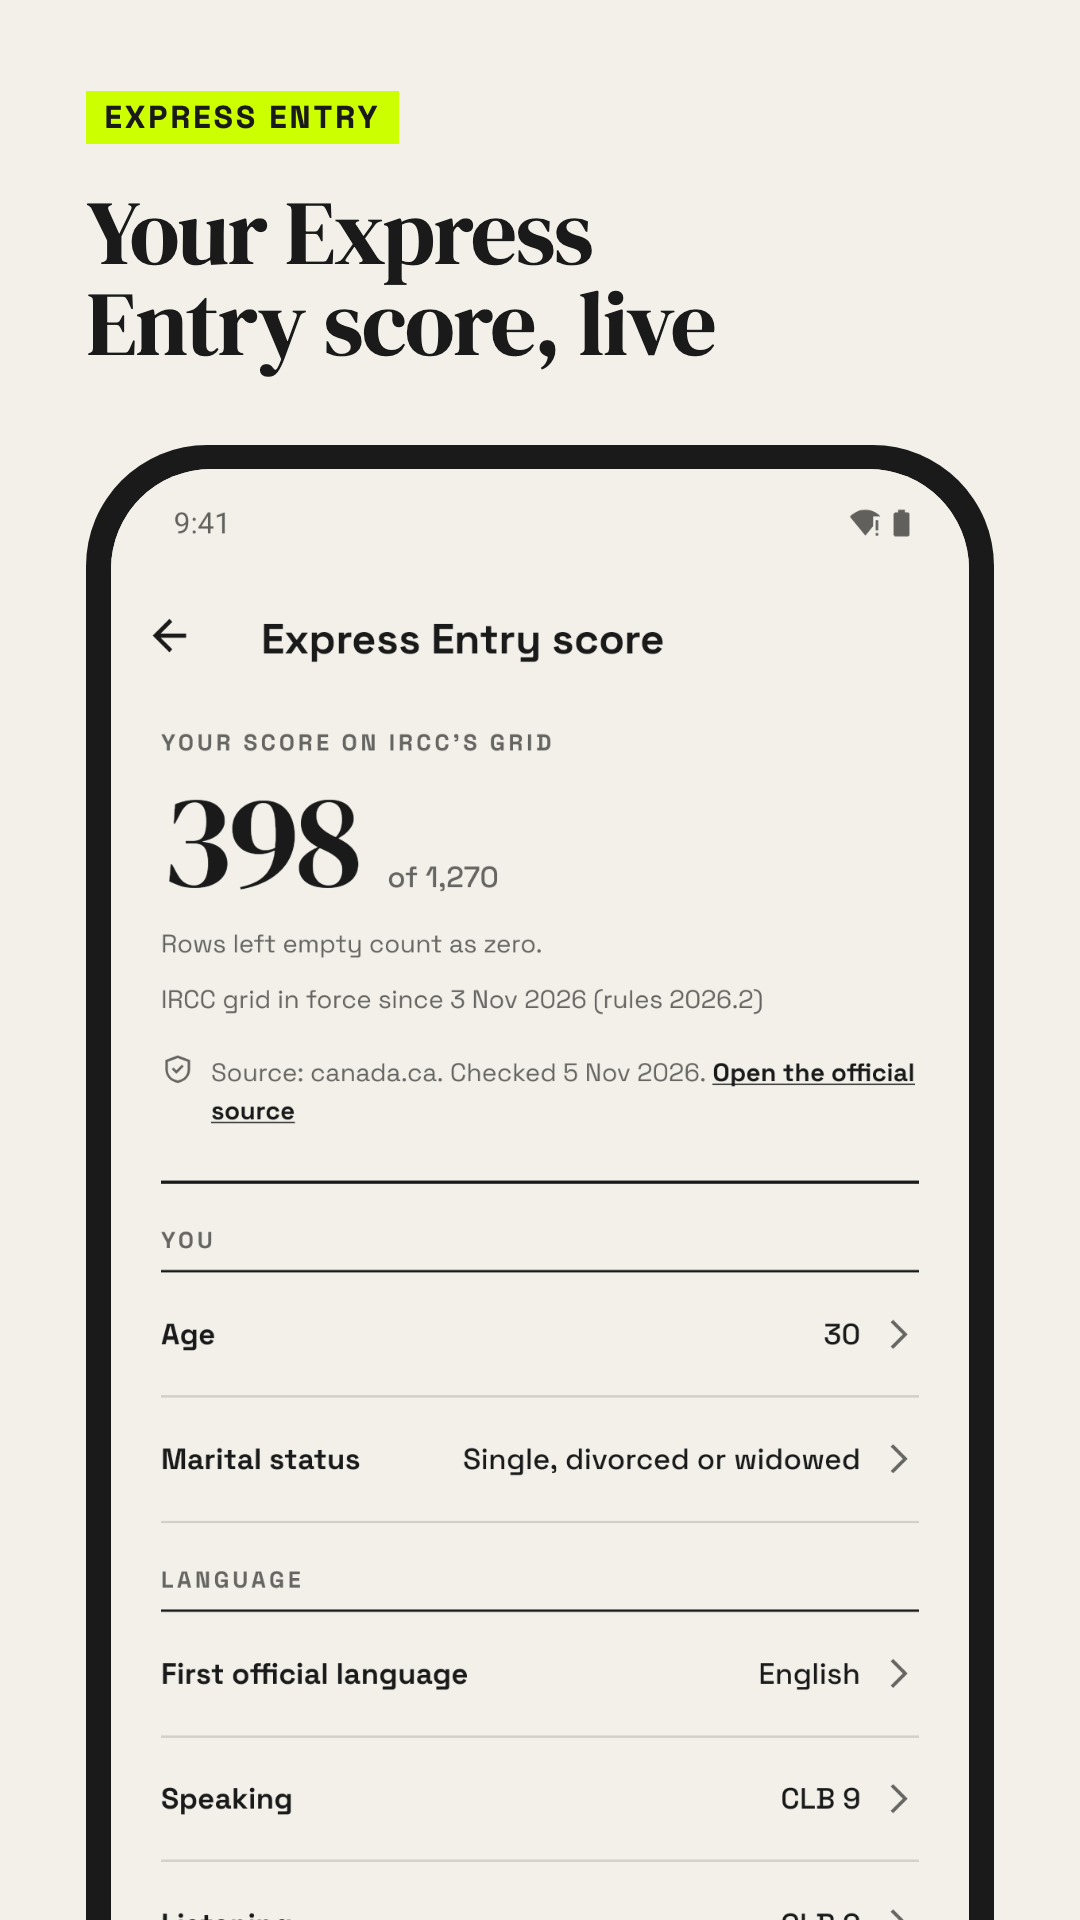 EXPRESS ENTRY
Your Express
Entry score, live
9:41
Express Entry score
YOUR SCORE ON IRCC'S GRID
398 of 1,270
Rows left empty count as zero.
IRCC grid in force since 3 Nov 2026 (rules 2026.2)
Source: canada.ca. Checked 5 Nov 2026. Open the official
source
YOU
Age 30
Marital status Single, divorced or widowed
LANGUAGE
First official language English
Speaking CLB 9